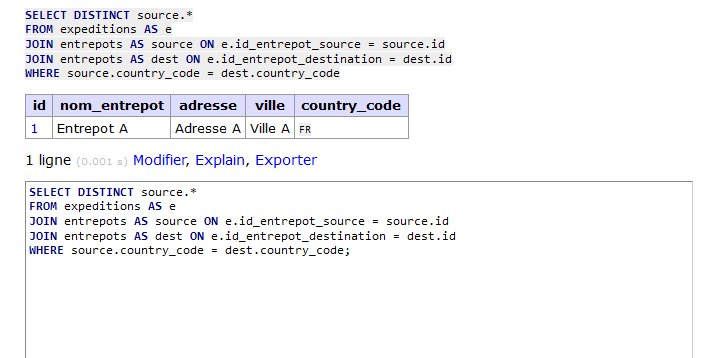 SELECT DISTINCT source.*
FROM expeditions AS e
JOIN entrepots AS source ON e.id_entrepot_source = source.id
JOIN entrepots AS dest ON e.id_entrepot_destination = dest.id
WHERE source.country_code = dest.country_code
id nom_entrepot adresse ville country_code
1 Entrepot A Adresse A Ville A FR
1 ligne (0.001 s) Modifier, Explain, Exporter
SELECT DISTINCT source.*
FROM expeditions AS e
JOIN entrepots AS source ON e.id_entrepot_source = source.id
JOIN entrepots AS dest ON e.id_entrepot_destination = dest.id
WHERE source.country_code = dest.country_code;